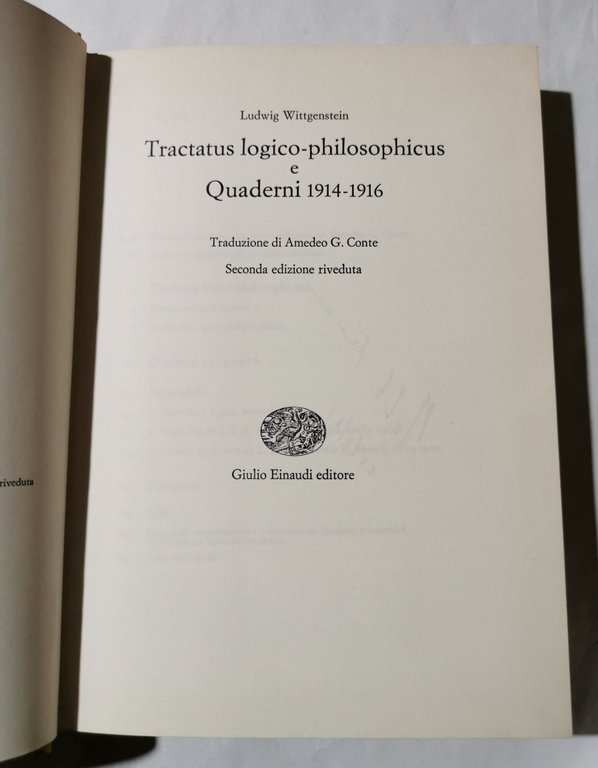 Ludwig Wittgenstein
Tractatus logico-philosophicus
e
Quaderni 1914-1916
Traduzione di Amedeo G. Conte
Seconda edizione riveduta
Giulio Einaudi editore
riveduta